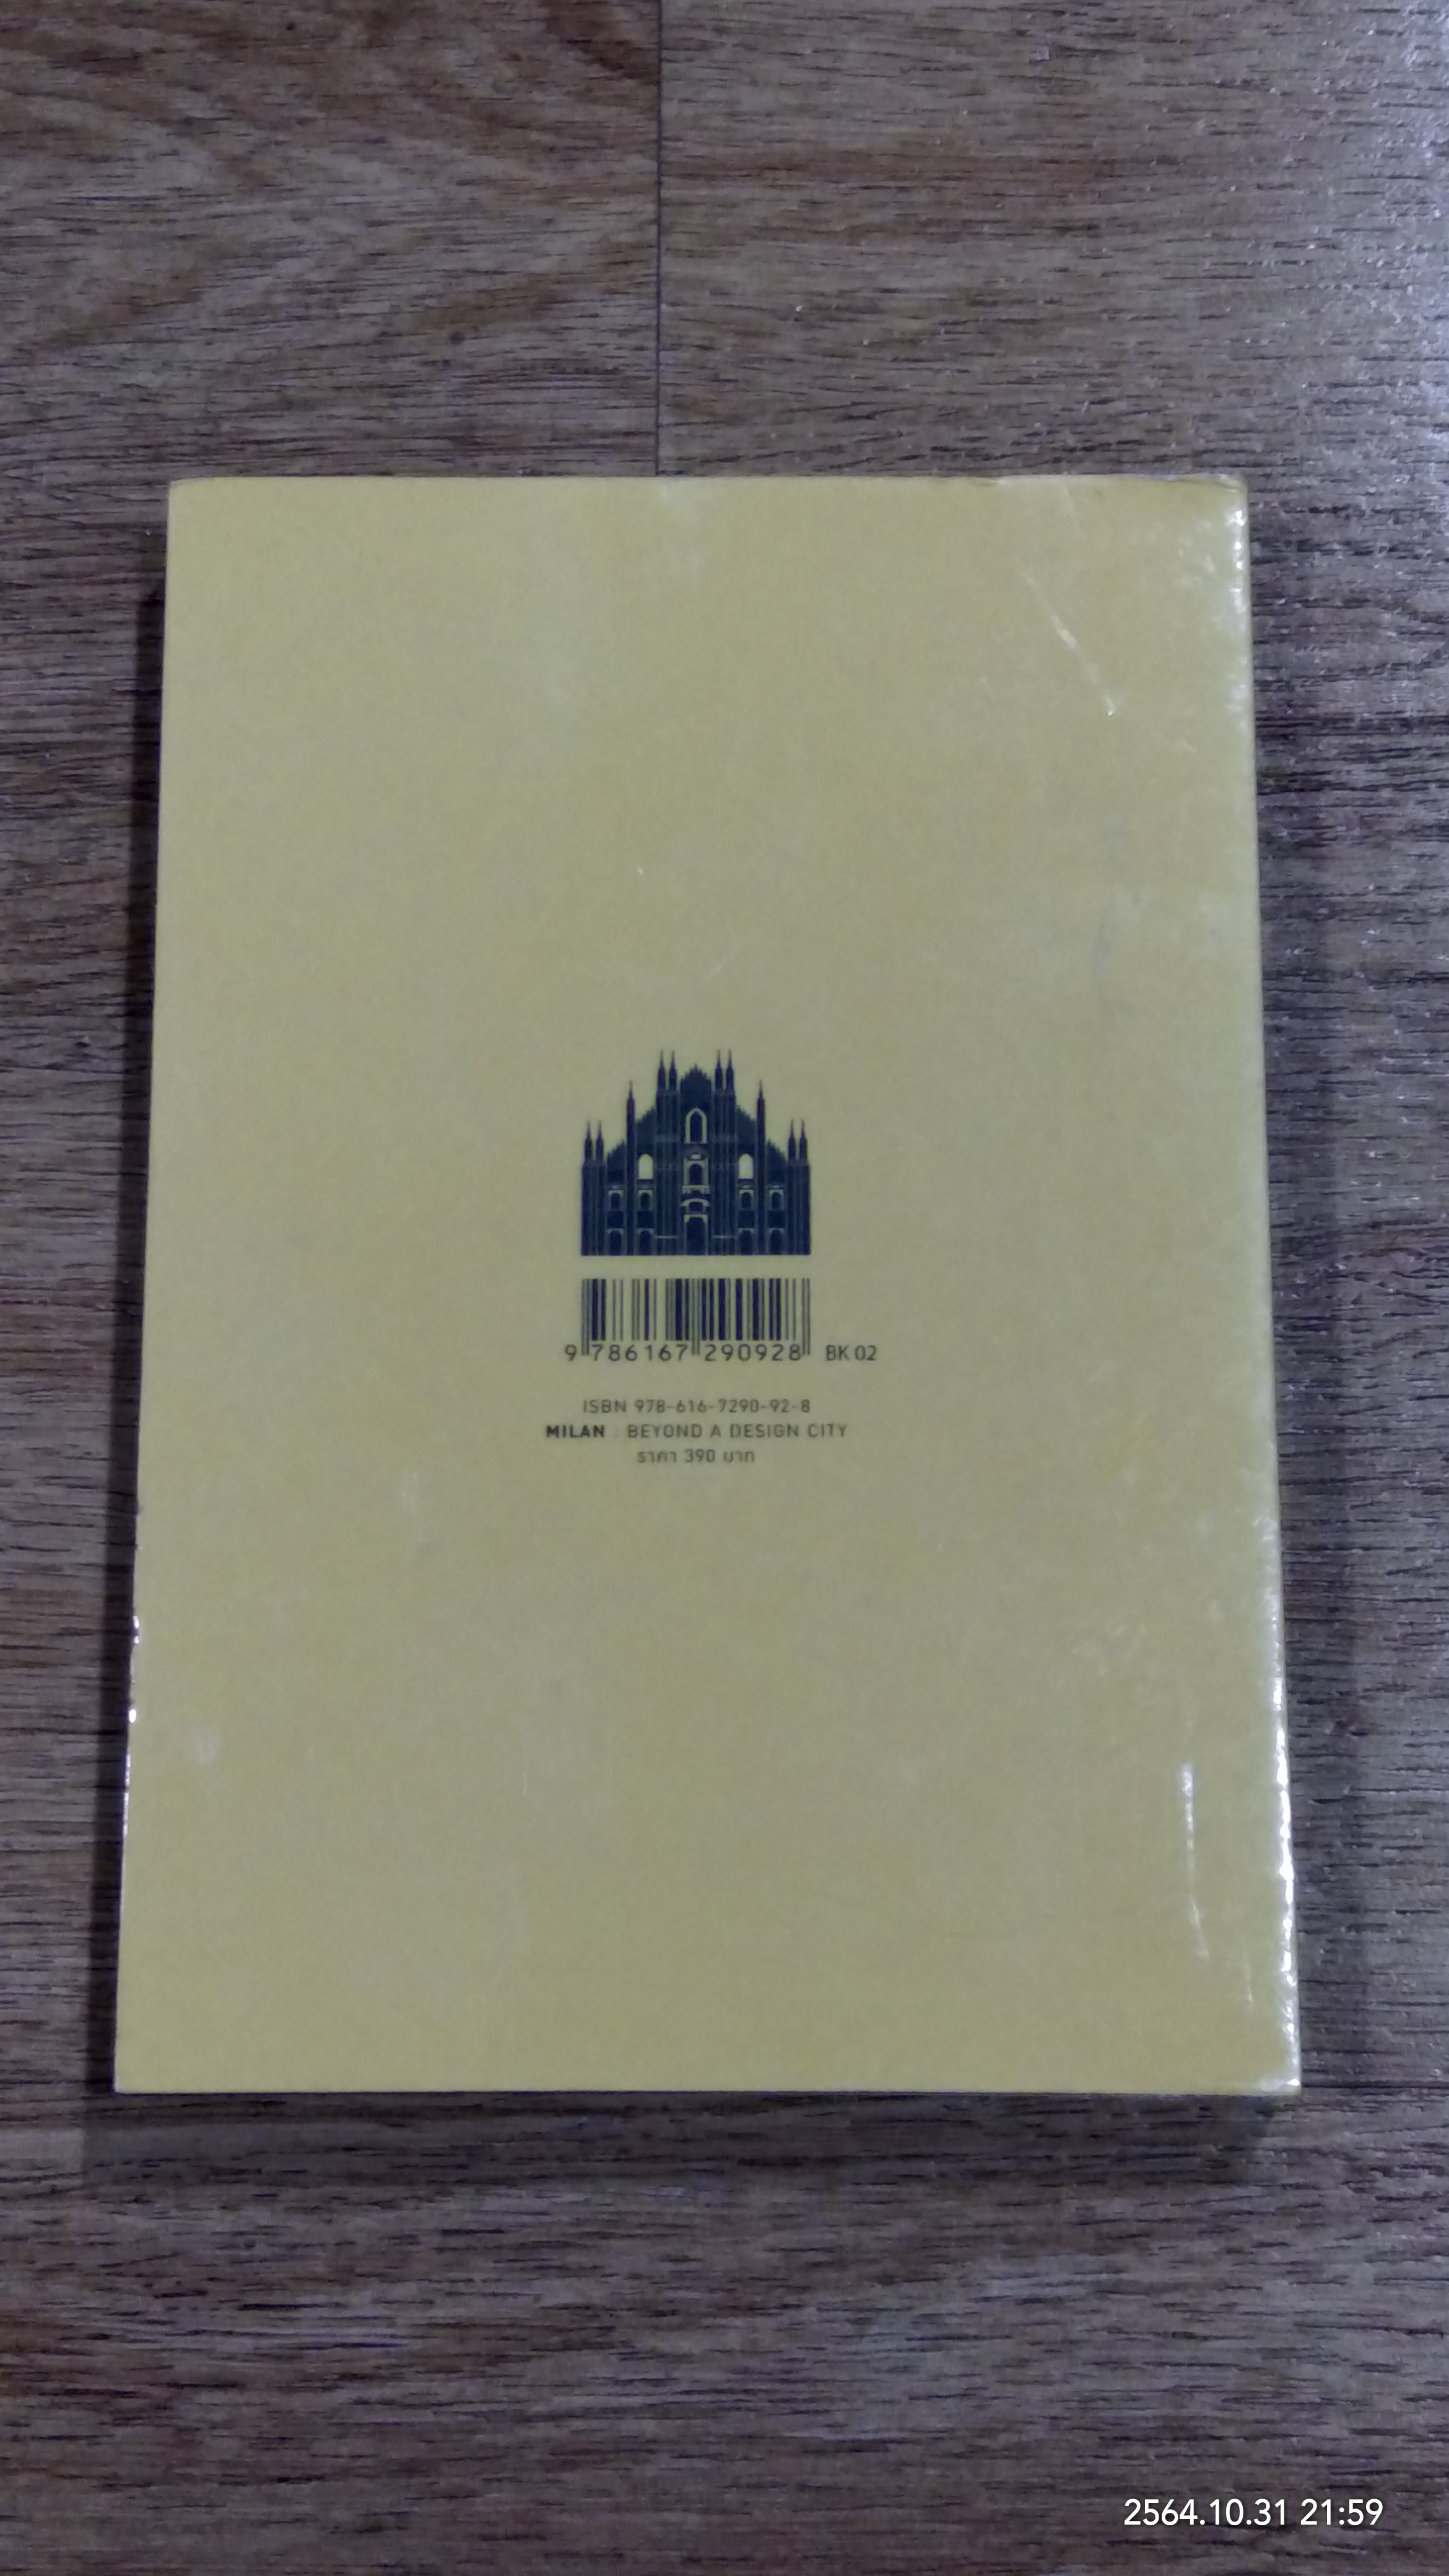 9 786167 290928 BK 02
ISBN 978-616-7290-92-8
MILAN : BEYOND A DESIGN CITY
ราคา 390 บาท
2564.10.31 21:59